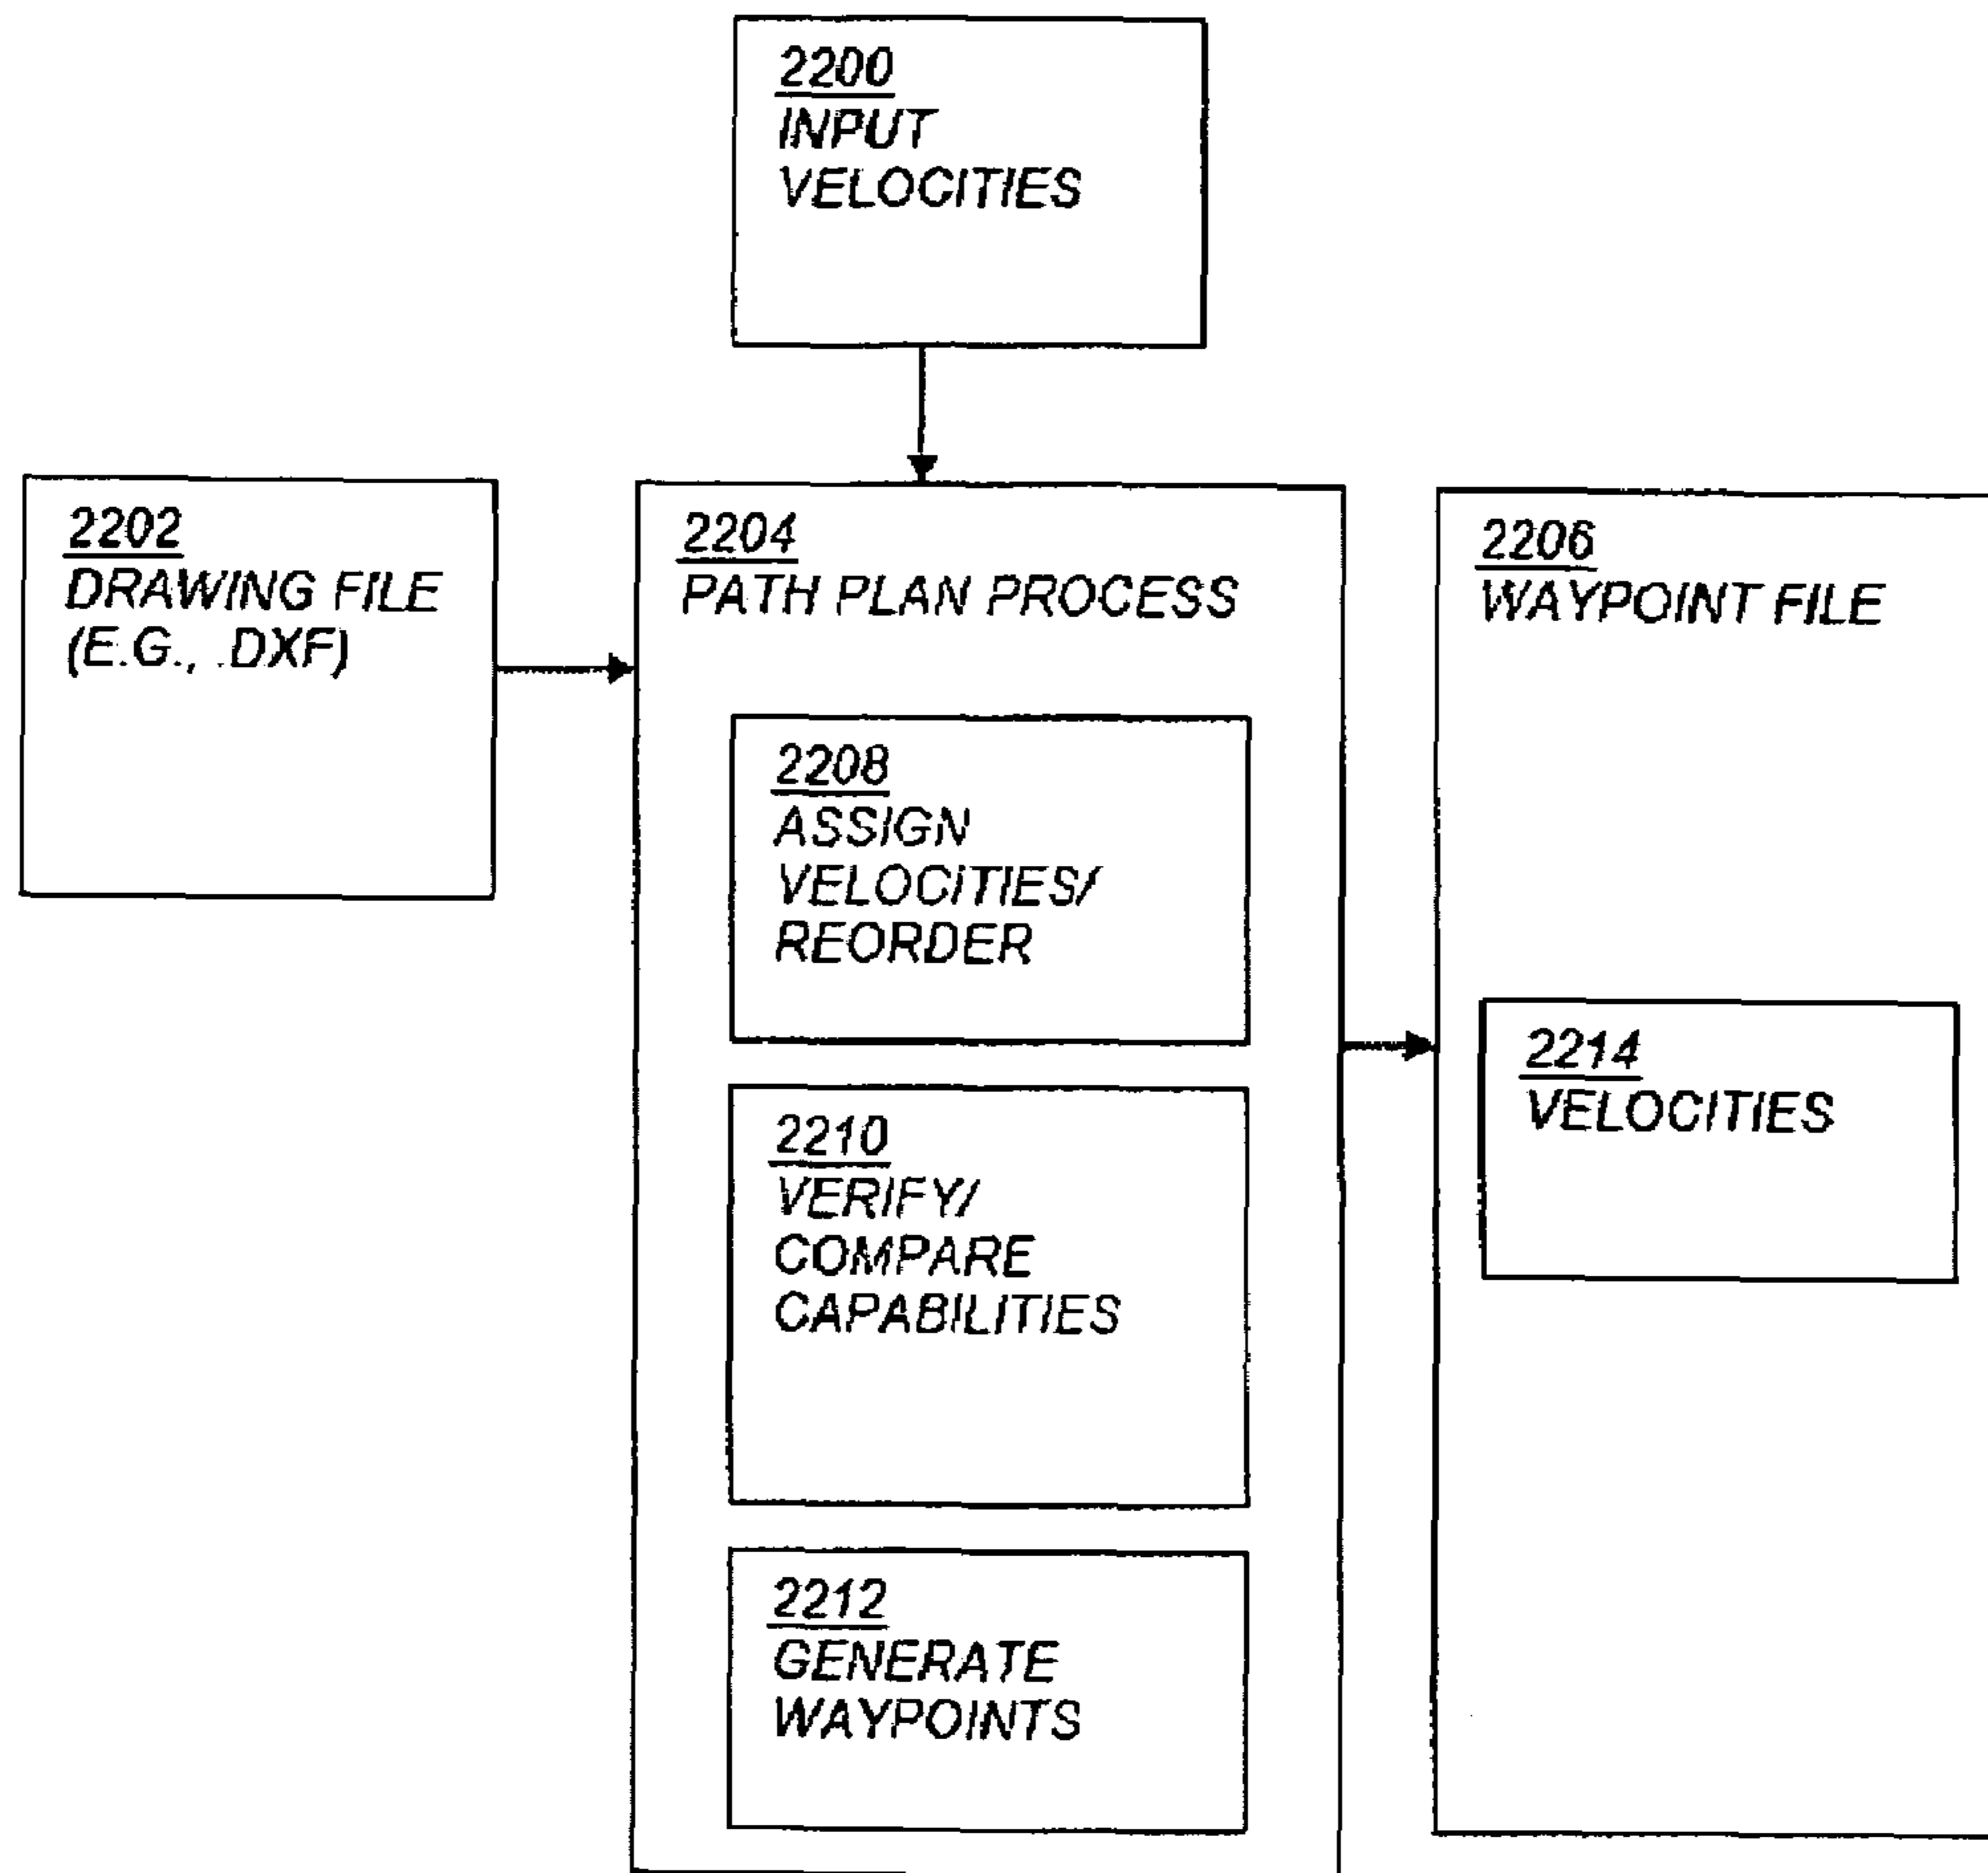 2200
INPUT
VELOCITIES
2202
DRAWING FILE
(E.G., .DXF)
2204
PATH PLAN PROCESS
2208
ASSIGN
VELOCITIES/
REORDER
2210
VERIFY/
COMPARE
CAPABILITIES
2212
GENERATE
WAYPOINTS
2206
WAYPOINT FILE
2214
VELOCITIES